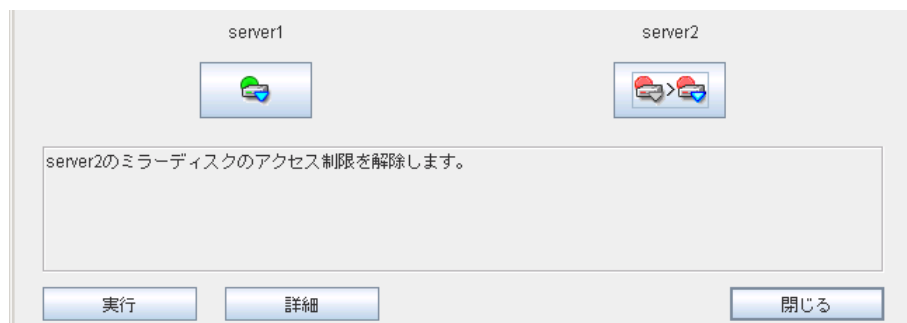 server1
server2
server2のミラーディスクのアクセス制限を解除します。
実行
詳細
閉じる